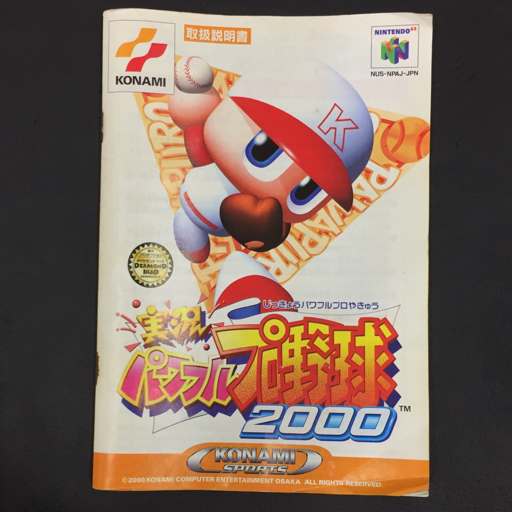 取扱説明書
KONAMI
NINTENDO64
NUS-NPAJ-JPN
K
じっきょうパワフルプロやきゅう
実況
パワフルプロ野球
2000™
KONAMI
SPORTS
©2000 KONAMI COMPUTER ENTERTAINMENT OSAKA ALL RIGHTS RESERVED.